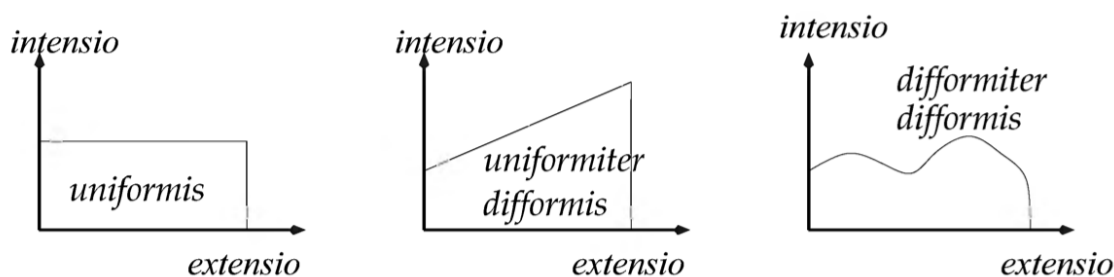 intensio
uniformis
extensio
intensio
uniformiter
difformis
extensio
intensio
difformiter
difformis
extensio